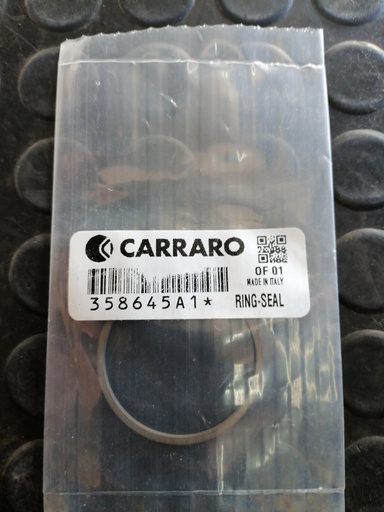 CARRARO
OF 01
MADE IN ITALY
358645A1*
RING-SEAL